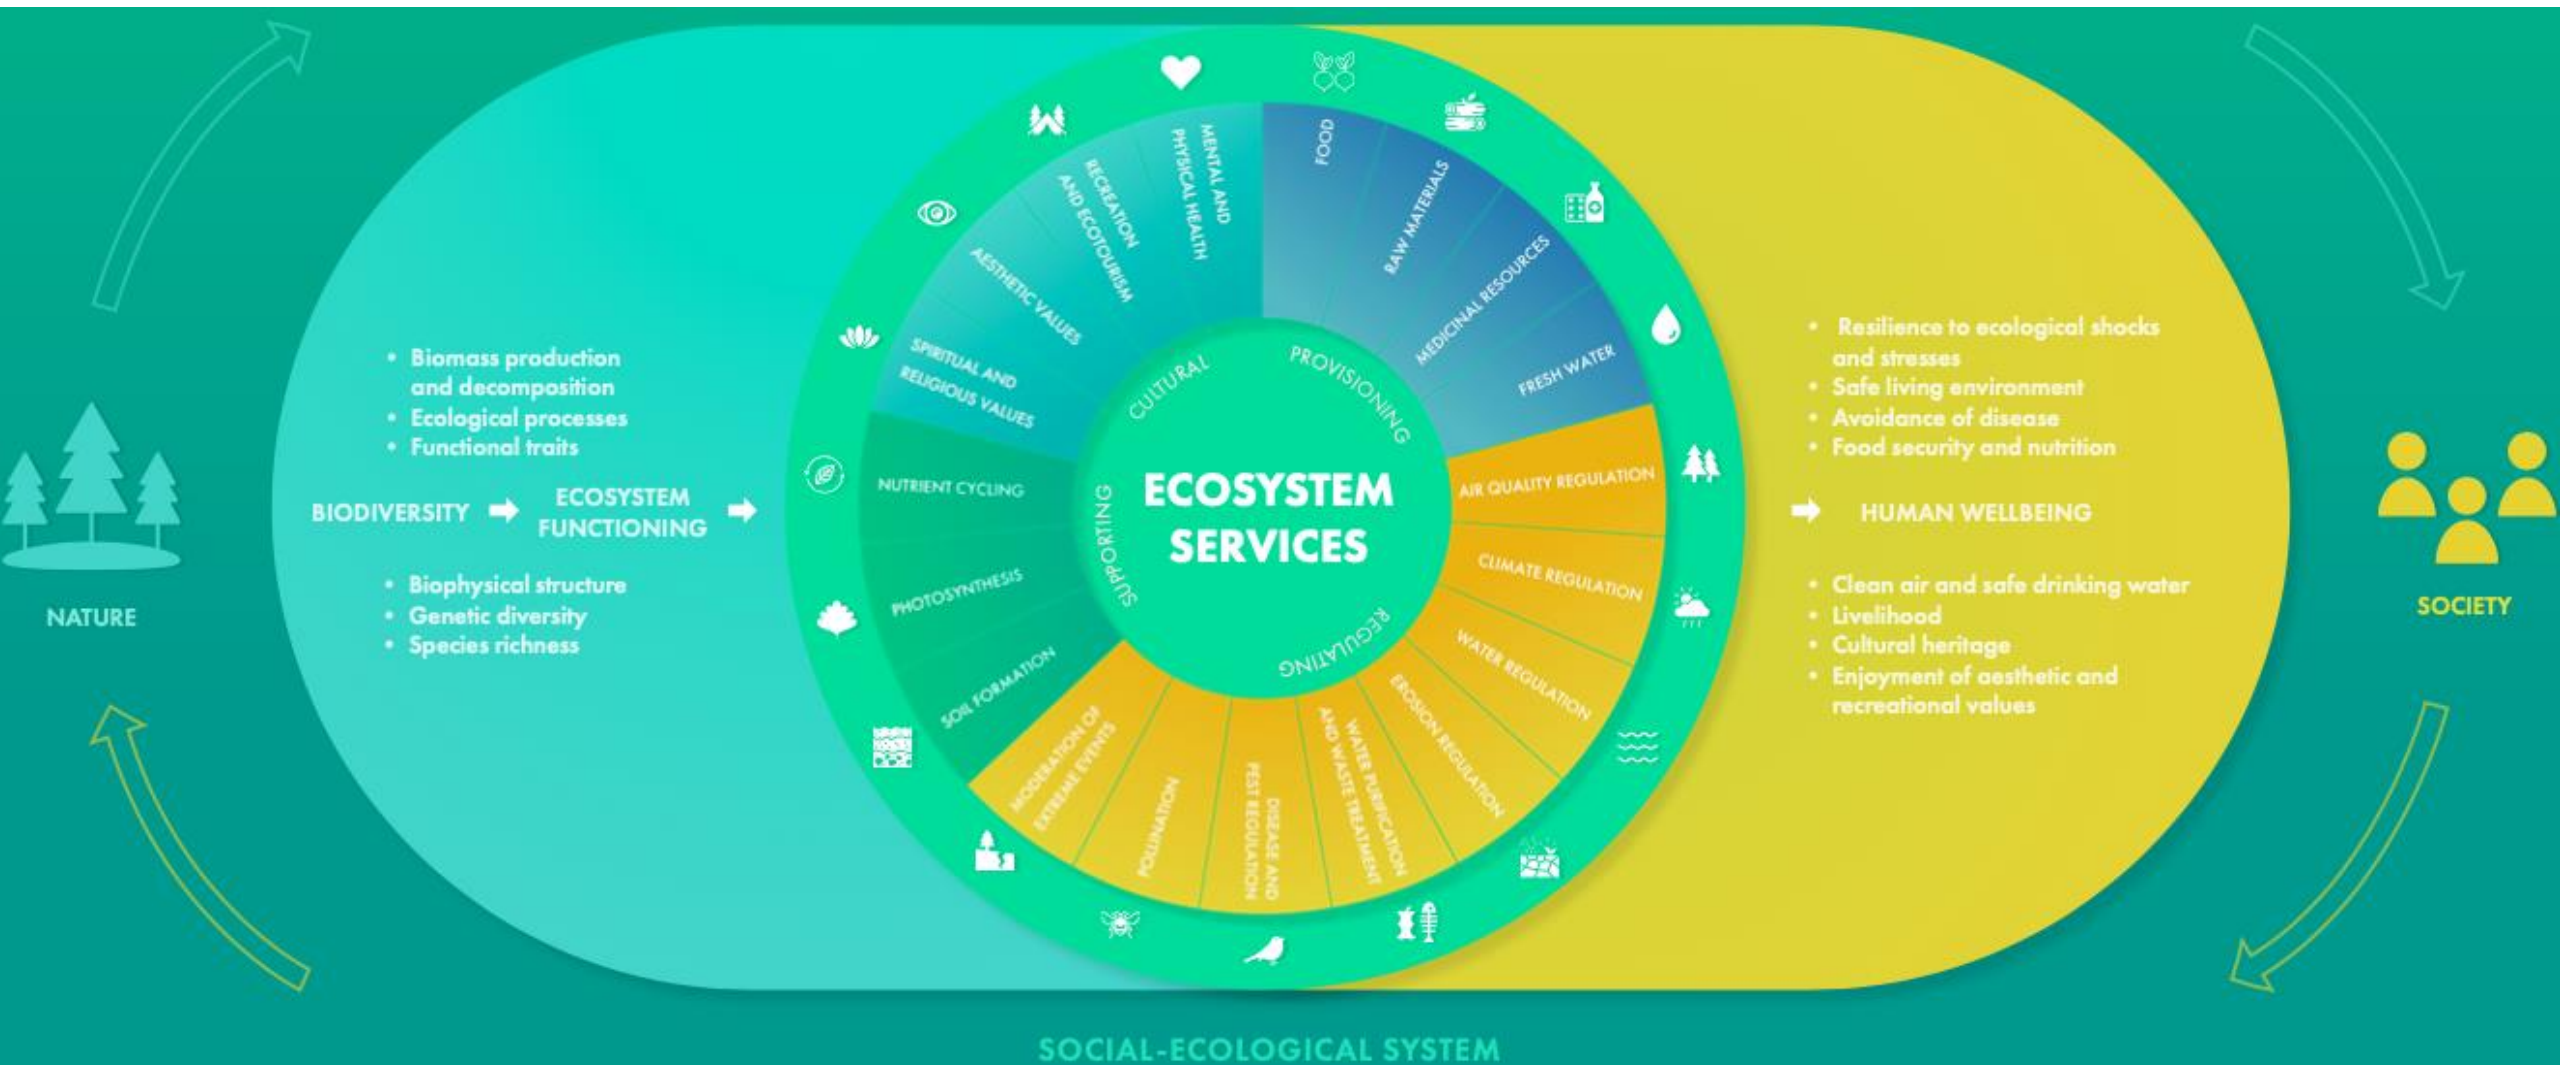 NATURE
• Biomass production
and decomposition
• Ecological processes
• Functional traits
BIODIVERSITY
ECOSYSTEM
FUNCTIONING
• Biophysical structure
• Genetic diversity
• Species richness
ECOSYSTEM
SERVICES
CULTURAL
SPIRITUAL AND
RELIGIOUS VALUES
AESTHETIC VALUES
RECREATION
AND ECOTOURISM
MENTAL AND
PHYSICAL HEALTH
PROVISIONING
FOOD
RAW MATERIALS
MEDICINAL RESOURCES
FRESH WATER
REGULATING
AIR QUALITY REGULATION
CLIMATE REGULATION
WATER REGULATION
EROSION REGULATION
WATER PURIFICATION
AND WASTE TREATMENT
DISEASE AND
PEST REGULATION
POLLINATION
MODERATION OF
EXTREME EVENTS
SUPPORTING
SOIL FORMATION
PHOTOSYNTHESIS
NUTRIENT CYCLING
• Resilience to ecological shocks
and stresses
• Safe living environment
• Avoidance of disease
• Food security and nutrition
HUMAN WELLBEING
• Clean air and safe drinking water
• Livelihood
• Cultural heritage
• Enjoyment of aesthetic and
recreational values
SOCIETY
SOCIAL-ECOLOGICAL SYSTEM